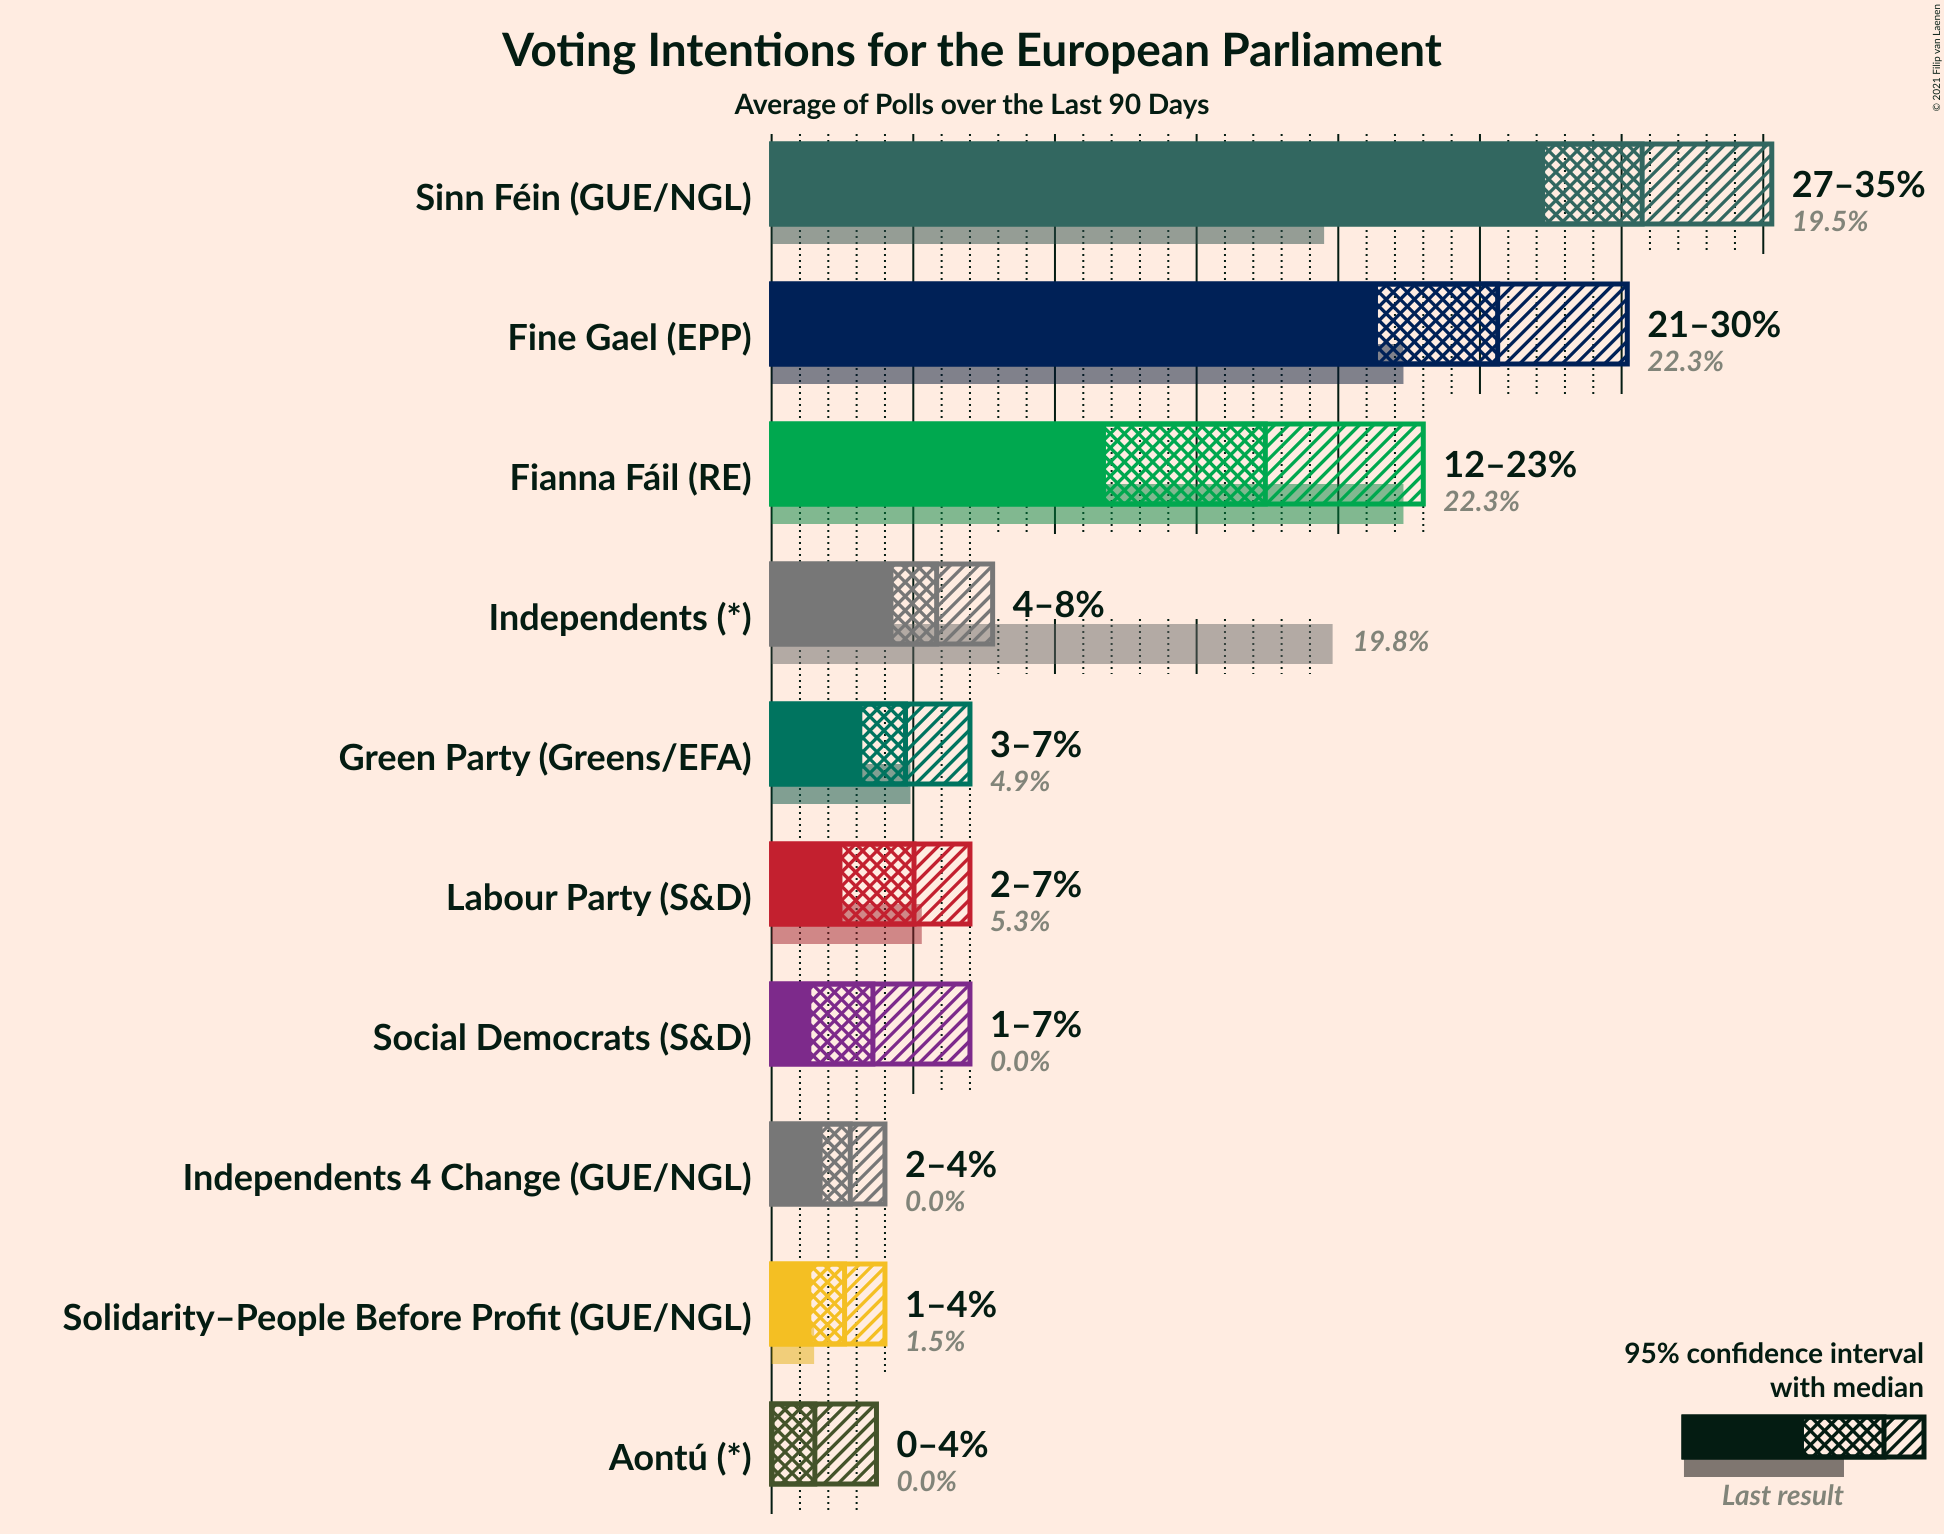 Voting Intentions for the European Parliament
Average of Polls over the Last 90 Days
© 2021 Filip van Laenen
Sinn Féin (GUE/NGL)
27–35%
19.5%
Fine Gael (EPP)
21–30%
22.3%
Fianna Fáil (RE)
12–23%
22.3%
Independents (*)
4–8%
19.8%
Green Party (Greens/EFA)
3–7%
4.9%
Labour Party (S&D)
2–7%
5.3%
Social Democrats (S&D)
1–7%
0.0%
Independents 4 Change (GUE/NGL)
2–4%
0.0%
Solidarity–People Before Profit (GUE/NGL)
1–4%
1.5%
Aontú (*)
0–4%
0.0%
95% confidence interval
with median
Last result